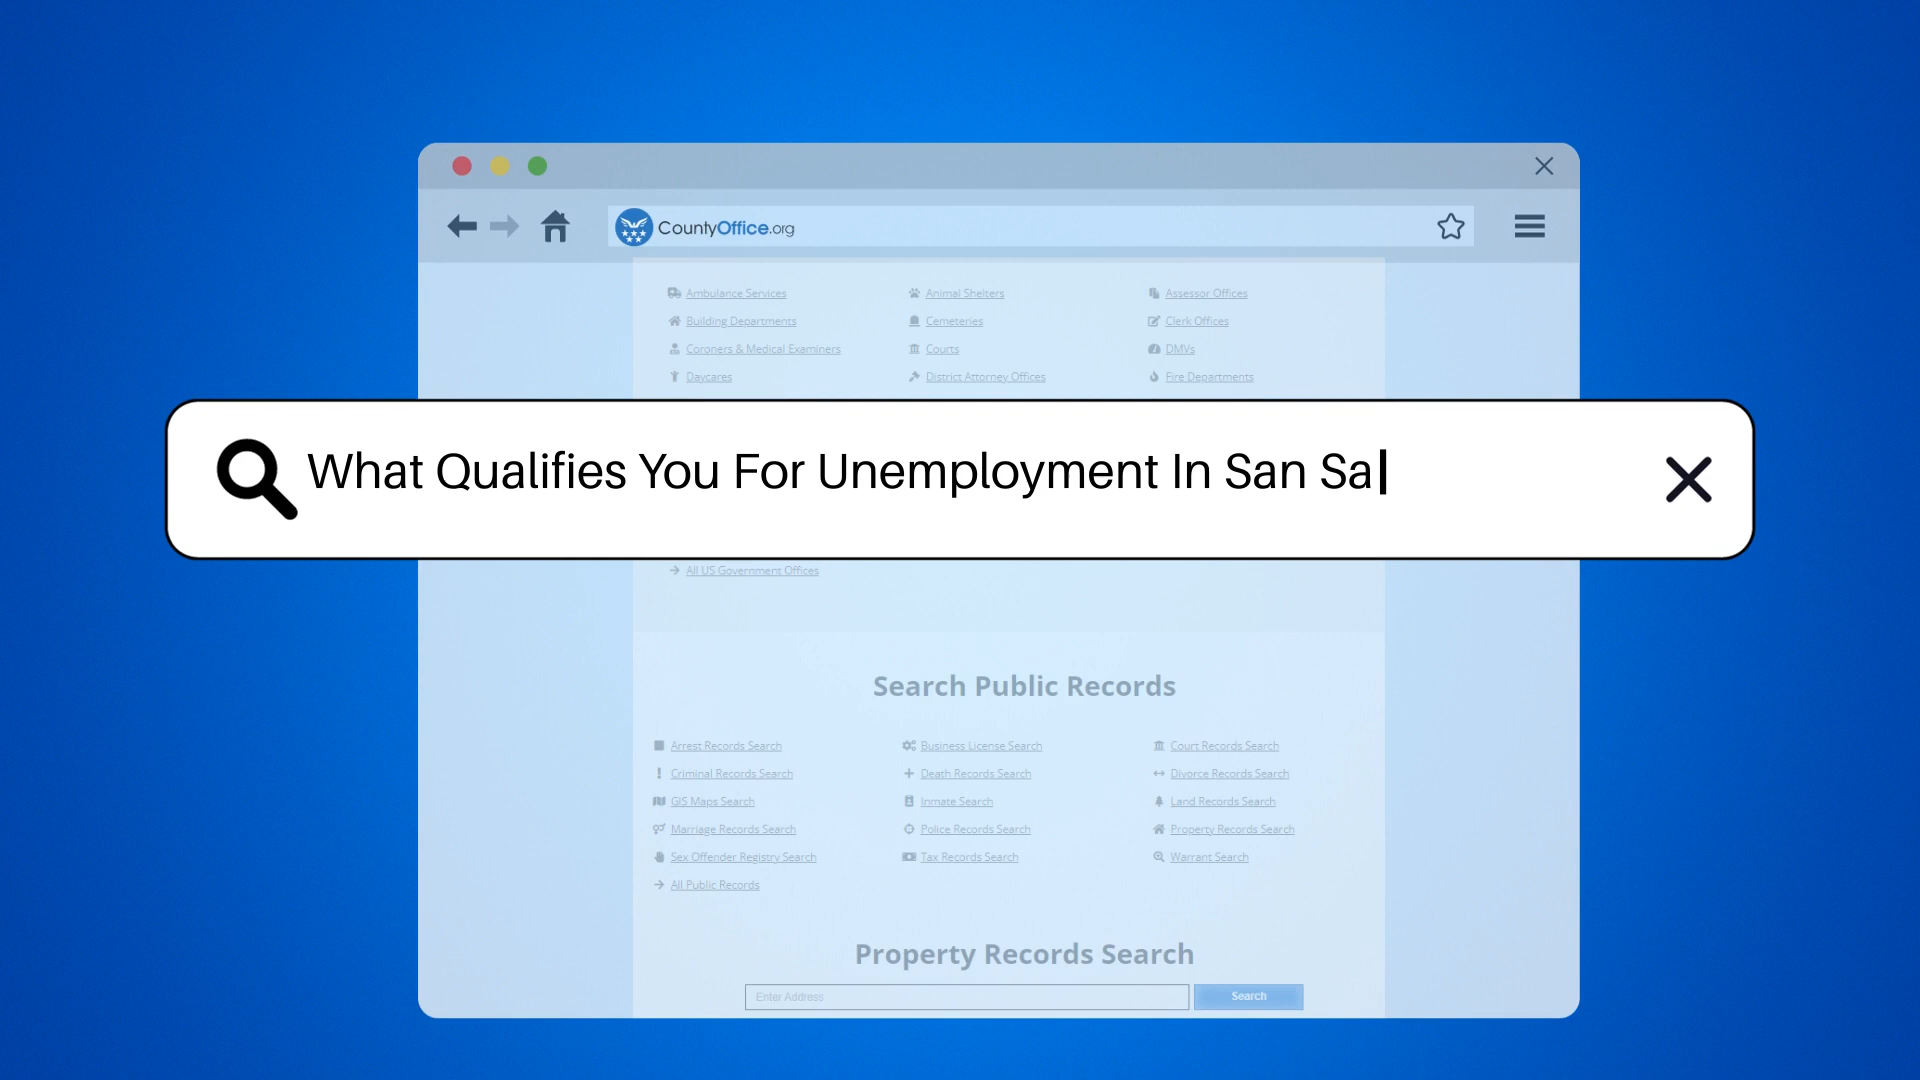 CountyOffice.org
Ambulance Services Animal Shelters Assessor Offices
Building Departments Cemeteries Clerk Offices
Coroners & Medical Examiners Courts DMVs
Daycares District Attorney Offices Fire Departments
What Qualifies You For Unemployment In San Sa
All US Government Offices
Search Public Records
Arrest Records Search Business License Search Court Records Search
Criminal Records Search Death Records Search Divorce Records Search
GIS Maps Search Inmate Search Land Records Search
Marriage Records Search Police Records Search Property Records Search
Sex Offender Registry Search Tax Records Search Warrant Search
All Public Records
Property Records Search
Enter Address Search